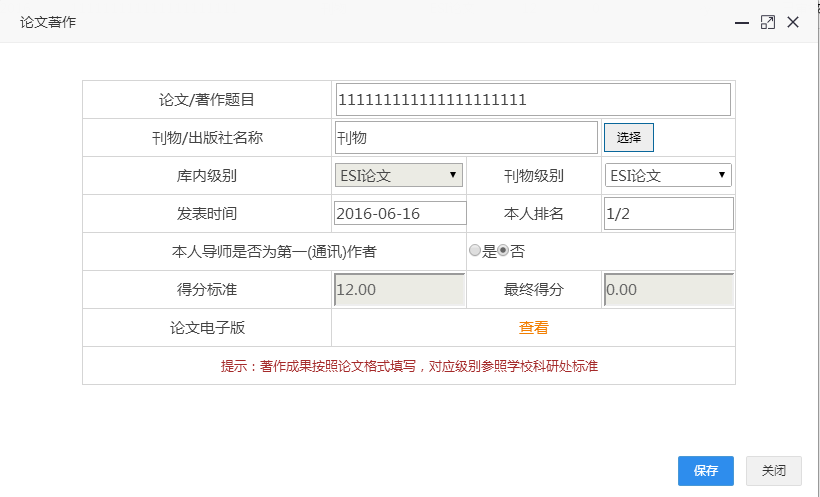 论文著作
论文/著作题目 111111111111111111111
刊物/出版社名称 刊物 选择
库内级别 ESI论文 刊物级别 ESI论文
发表时间 2016-06-16 本人排名 1/2
本人导师是否为第一(通讯)作者 是 否
得分标准 12.00 最终得分 0.00
论文电子版 查看
提示：著作成果按照论文格式填写，对应级别参照学校科研处标准
保存 关闭